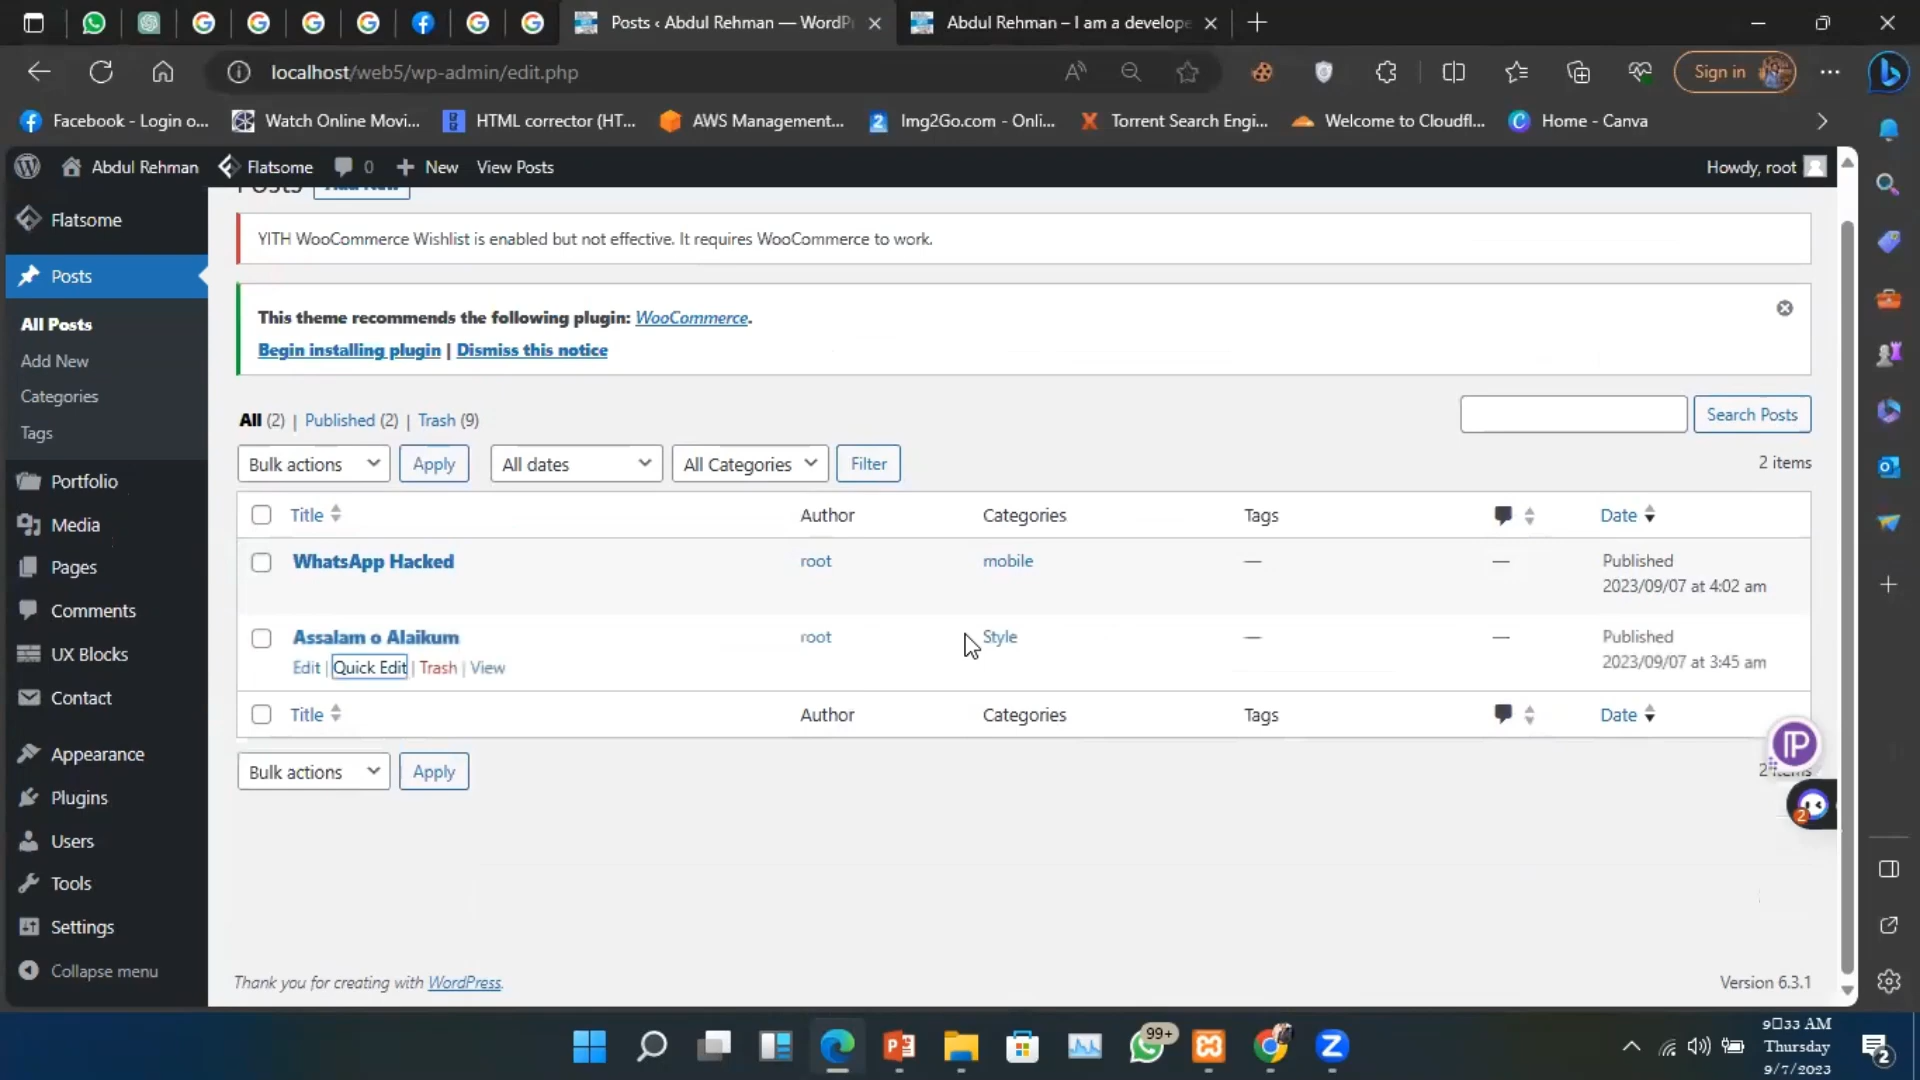 Posts ‹ Abdul Rehman — WordP
Abdul Rehman – I am a develope
localhost/web5/wp-admin/edit.php
Sign in
Facebook - Login o...
Watch Online Movi...
HTML corrector (HT...
AWS Management...
Img2Go.com - Onli...
Torrent Search Engi...
Welcome to Cloudfl...
Home - Canva
Abdul Rehman
Flatsome
0
New
View Posts
Howdy, root
Flatsome
Posts
All Posts
Add New
Categories
Tags
Portfolio
Media
Pages
Comments
UX Blocks
Contact
Appearance
Plugins
Users
Tools
Settings
Collapse menu
Posts
Add New
YITH WooCommerce Wishlist is enabled but not effective. It requires WooCommerce to work.
This theme recommends the following plugin: WooCommerce.
Begin installing plugin | Dismiss this notice
All (2) | Published (2) | Trash (9)
Search Posts
Bulk actions
Apply
All dates
All Categories
Filter
2 items
Title
Author
Categories
Tags
Date
WhatsApp Hacked
root
mobile
—
—
Published
2023/09/07 at 4:02 am
Assalam o Alaikum
root
Style
—
—
Published
2023/09/07 at 3:45 am
Edit | Quick Edit | Trash | View
Title
Author
Categories
Tags
Date
Bulk actions
Apply
2 items
2
Thank you for creating with WordPress.
Version 6.3.1
99+
9□33 AM
Thursday
9/7/2023
2